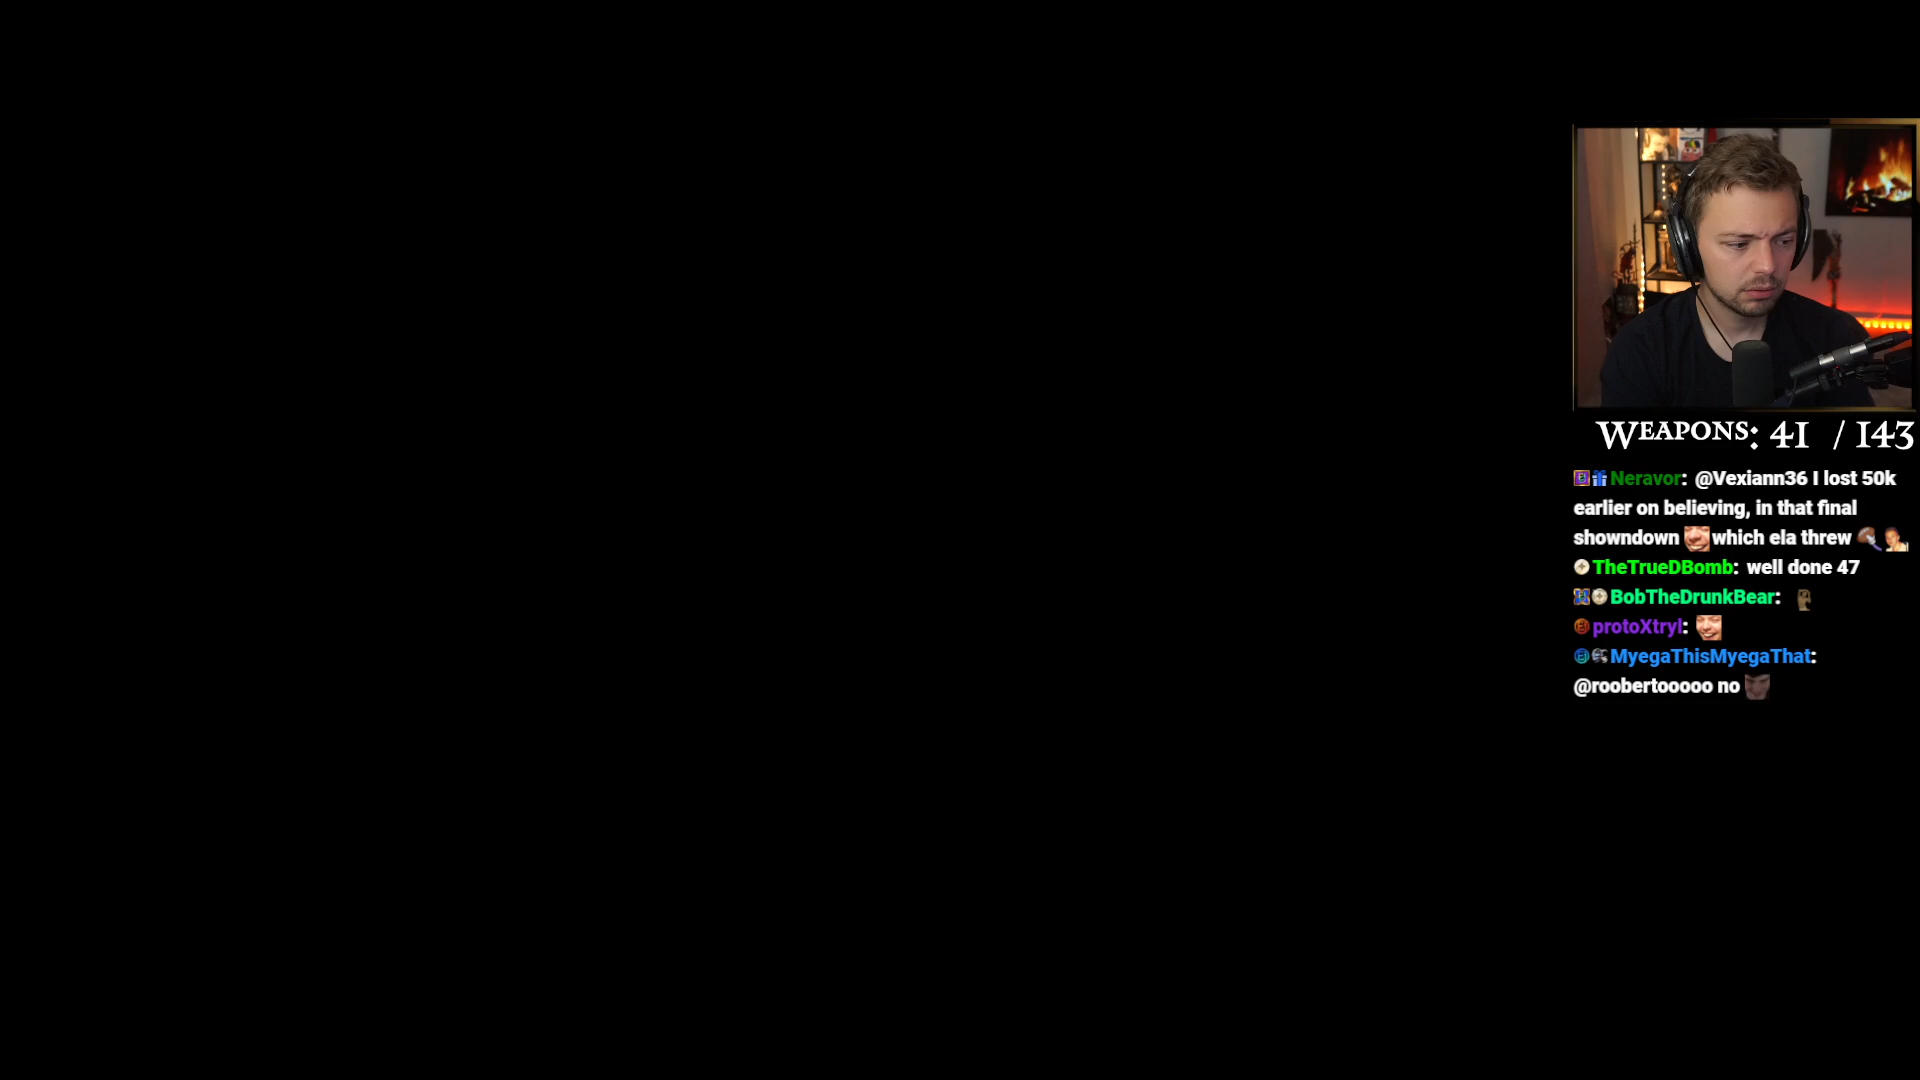 WEAPONS: 41 / 143
Neravor: @Vexiann36 I lost 50k
earlier on believing, in that final
showndown which ela threw
TheTrueDBomb: well done 47
BobTheDrunkBear:
protoXtryl:
MyegaThisMyegaThat:
@roobertooooo no